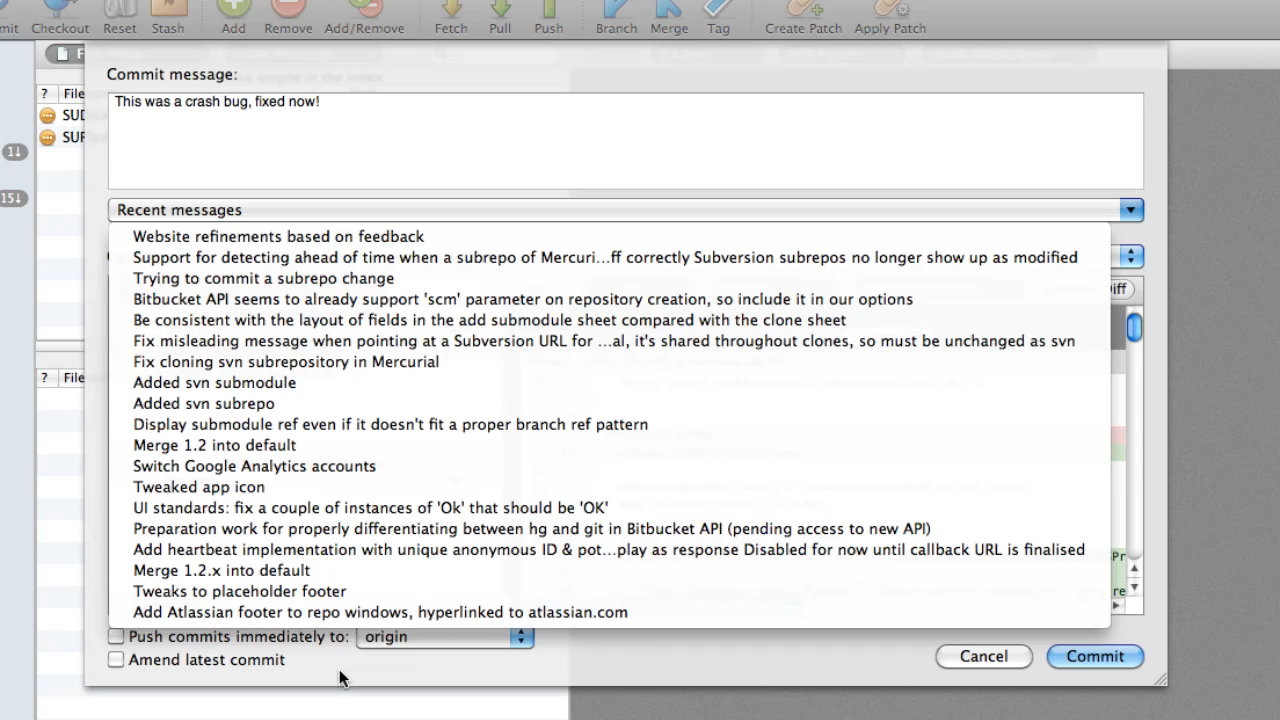 mit Checkout Reset Stash Add Remove Add/Remove Fetch Pull Push Branch Merge Tag Create Patch Apply Patch
F
Commit message:
? File
This was a crash bug, fixed now!
SUD
SUF
1↓
15↓
Recent messages
Website refinements based on feedback
Support for detecting ahead of time when a subrepo of Mercuri...ff correctly Subversion subrepos no longer show up as modified
Trying to commit a subrepo change
iff
Bitbucket API seems to already support 'scm' parameter on repository creation, so include it in our options
Be consistent with the layout of fields in the add submodule sheet compared with the clone sheet
Fix misleading message when pointing at a Subversion URL for ...al, it's shared throughout clones, so must be unchanged as svn
Fix cloning svn subrepository in Mercurial
? File
Added svn submodule
Added svn subrepo
Display submodule ref even if it doesn't fit a proper branch ref pattern
Merge 1.2 into default
Switch Google Analytics accounts
Tweaked app icon
UI standards: fix a couple of instances of 'Ok' that should be 'OK'
Preparation work for properly differentiating between hg and git in Bitbucket API (pending access to new API)
Add heartbeat implementation with unique anonymous ID & pot...play as response Disabled for now until callback URL is finalised
Pr
Merge 1.2.x into default
Tweaks to placeholder footer
re
Add Atlassian footer to repo windows, hyperlinked to atlassian.com
Push commits immediately to: origin
Amend latest commit
Cancel Commit